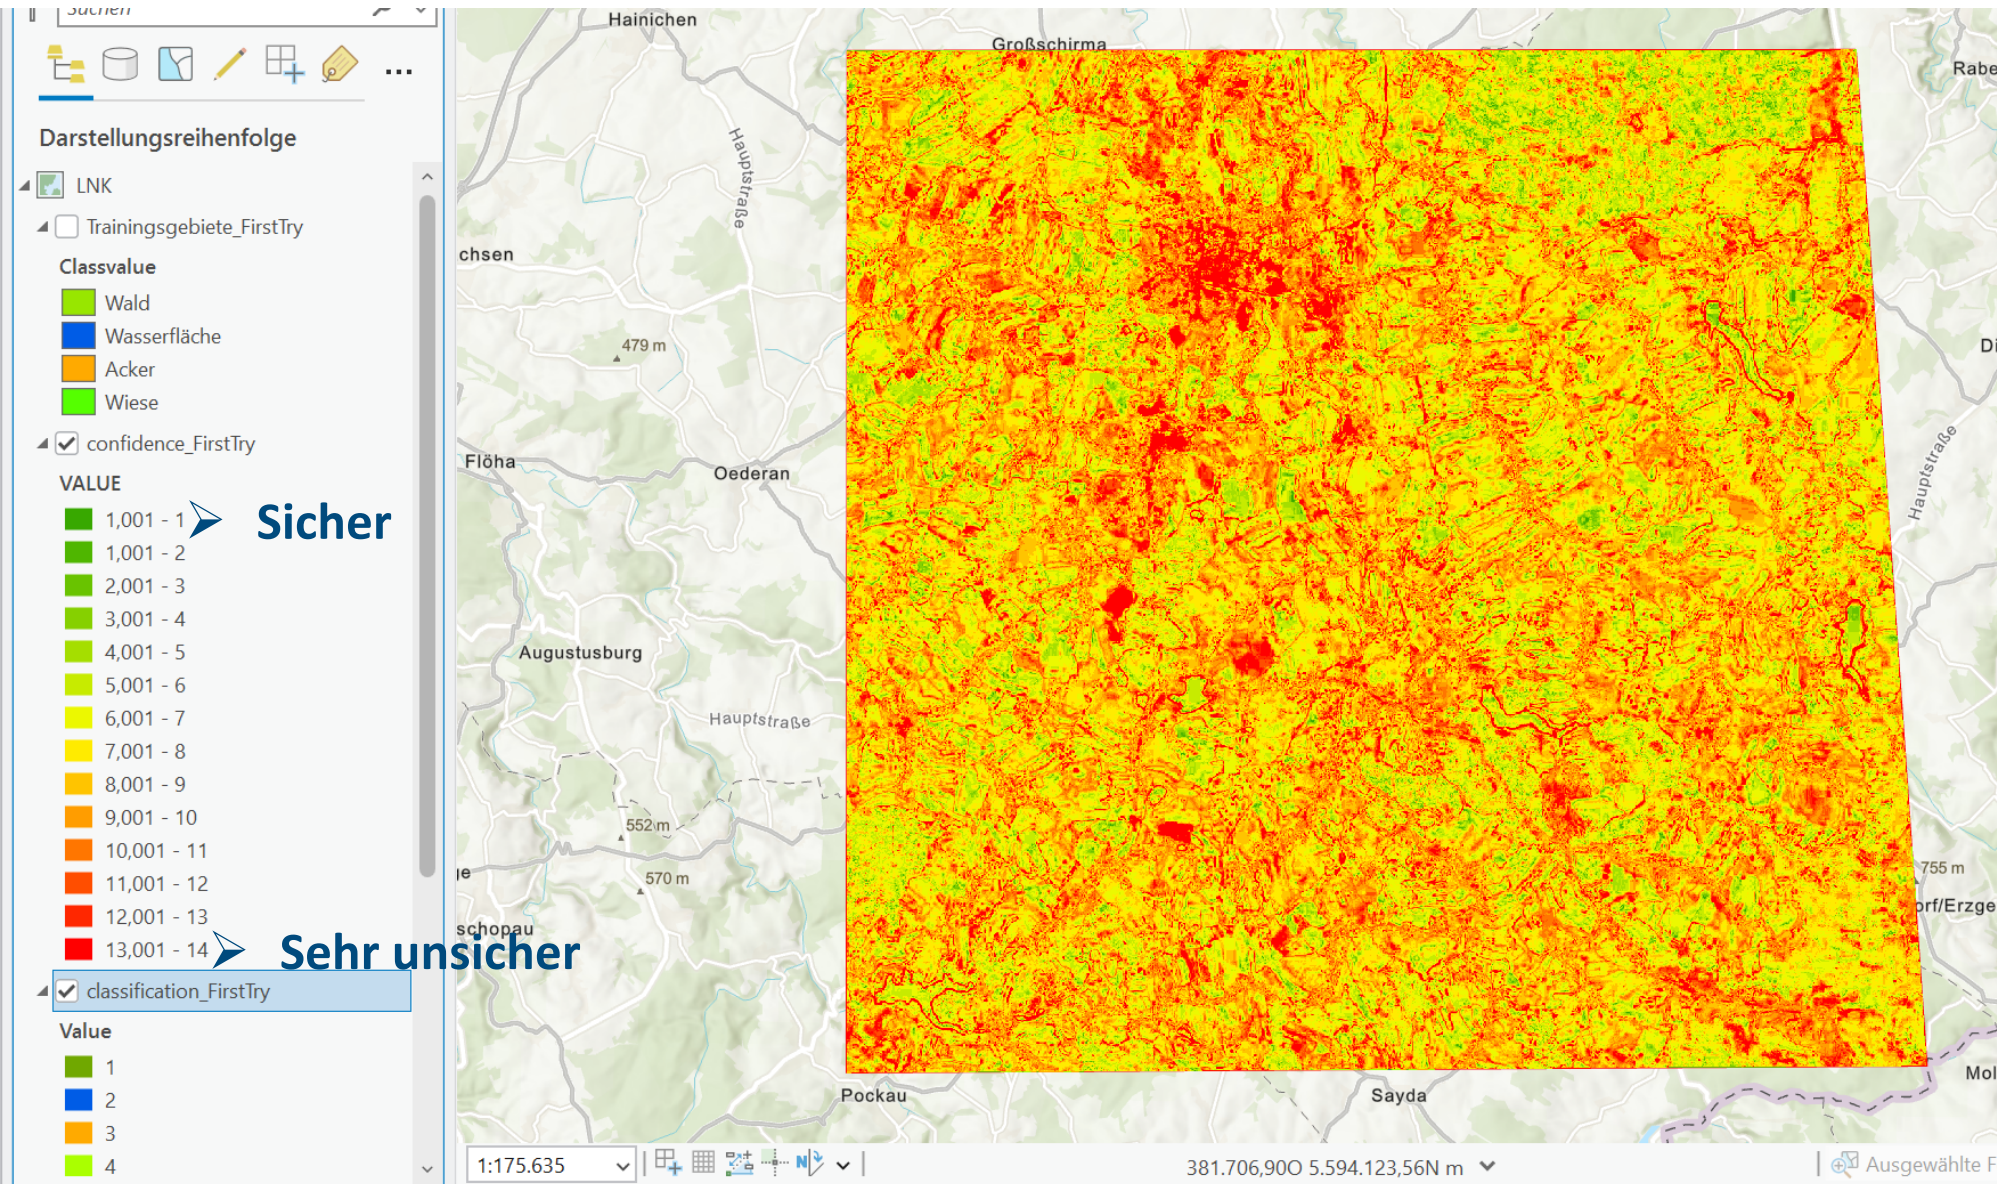 Suchen
Darstellungsreihenfolge
LNK
Trainingsgebiete_FirstTry
Classvalue
Wald
Wasserfläche
Acker
Wiese
confidence_FirstTry
VALUE
1,001 - 1
Sicher
1,001 - 2
2,001 - 3
3,001 - 4
4,001 - 5
5,001 - 6
6,001 - 7
7,001 - 8
8,001 - 9
9,001 - 10
10,001 - 11
11,001 - 12
12,001 - 13
13,001 - 14
Sehr unsicher
classification_FirstTry
Value
1
2
3
4
Hainichen
Großschirma
Rabe
Hauptstraße
chsen
479 m
Di
Flöha
Oederan
Hauptstraße
Augustusburg
Hauptstraße
552 m
570 m
ge
schopau
755 m
orf/Erzge
Mol
Pockau
Sayda
1:175.635
N
381.706,90O 5.594.123,56N m
Ausgewählte F